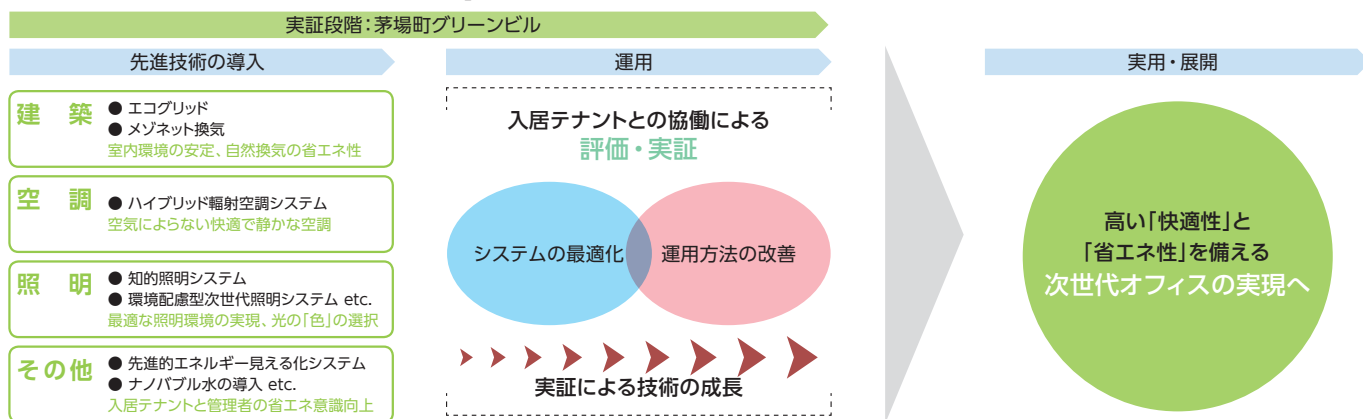 実証段階：茅場町グリーンビル
先進技術の導入
運用
実用・展開
建 築
● エコグリッド
● メゾネット換気
室内環境の安定、自然換気の省エネ性
空 調
● ハイブリッド輻射空調システム
空気によらない快適で静かな空調
照 明
● 知的照明システム
● 環境配慮型次世代照明システム etc.
最適な照明環境の実現、光の「色」の選択
その他
● 先進的エネルギー見える化システム
● ナノバブル水の導入 etc.
入居テナントと管理者の省エネ意識向上
入居テナントとの協働による
評価・実証
システムの最適化
運用方法の改善
実証による技術の成長
高い「快適性」と
「省エネ性」を備える
次世代オフィスの実現へ